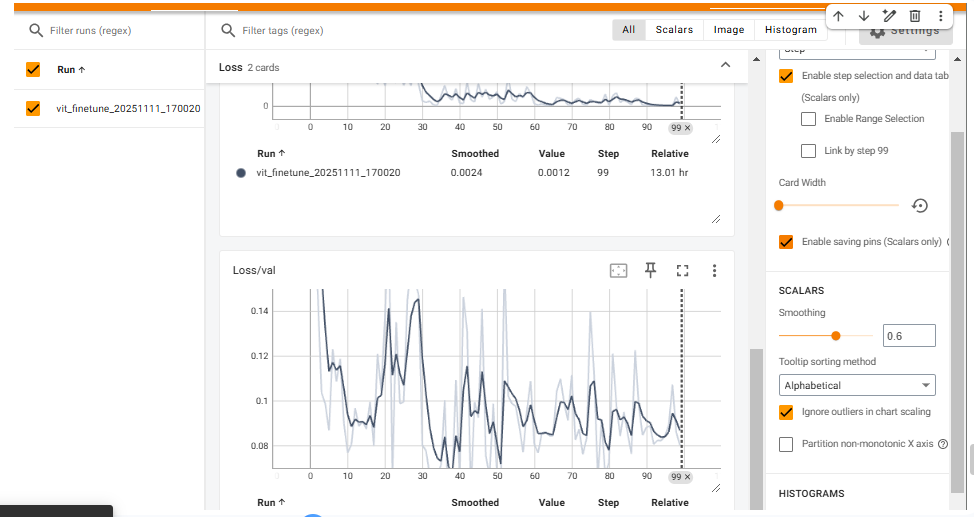 Filter runs (regex)
Filter tags (regex)
All
Scalars
Image
Histogram
Settings
Run ↑
vit_finetune_20251111_170020
Loss 2 cards
0
0 10 20 30 40 50 60 70 80 90 99 ×
Run ↑ Smoothed Value Step Relative
vit_finetune_20251111_170020 0.0024 0.0012 99 13.01 hr
Loss/val
0.14
0.12
0.1
0.08
0 10 20 30 40 50 60 70 80 90 99 ×
Run ↑ Smoothed Value Step Relative
Enable step selection and data tab
(Scalars only)
Enable Range Selection
Link by step 99
Card Width
Enable saving pins (Scalars only)
SCALARS
Smoothing
0.6
Tooltip sorting method
Alphabetical
Ignore outliers in chart scaling
Partition non-monotonic X axis
HISTOGRAMS